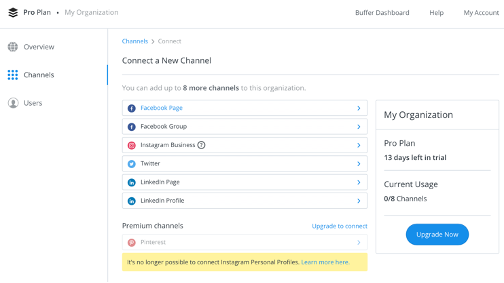 Pro Plan • My Organization
Buffer Dashboard Help My Account
Overview
Channels
Users
Channels > Connect
Connect a New Channel
You can add up to 8 more channels to this organization.
Facebook Page
Facebook Group
Instagram Business ?
Twitter
LinkedIn Page
LinkedIn Profile
Premium channels Upgrade to connect
Pinterest
It's no longer possible to connect Instagram Personal Profiles. Learn more here.
My Organization
Pro Plan
13 days left in trial
Current Usage
0/8 Channels
Upgrade Now